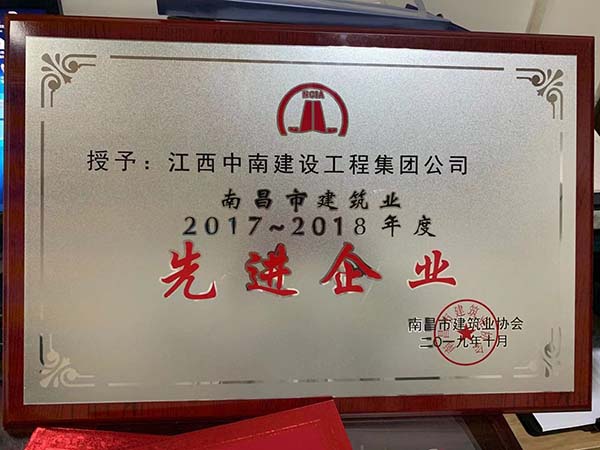 NCIA
授予：江西中南建设工程集团公司
南昌市建筑业
2017~2018年度
先进企业
南昌市建筑业协会
二〇一九年十月